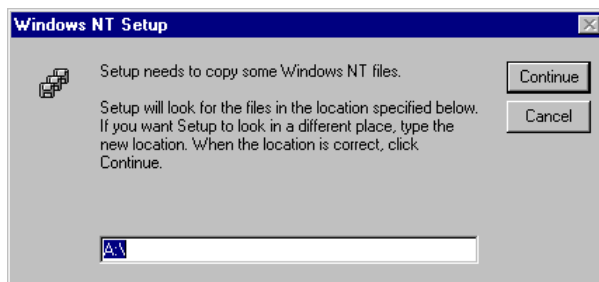 Windows NT Setup
Setup needs to copy some Windows NT files.
Setup will look for the files in the location specified below.
If you want Setup to look in a different place, type the
new location. When the location is correct, click
Continue.
A:\
Continue
Cancel